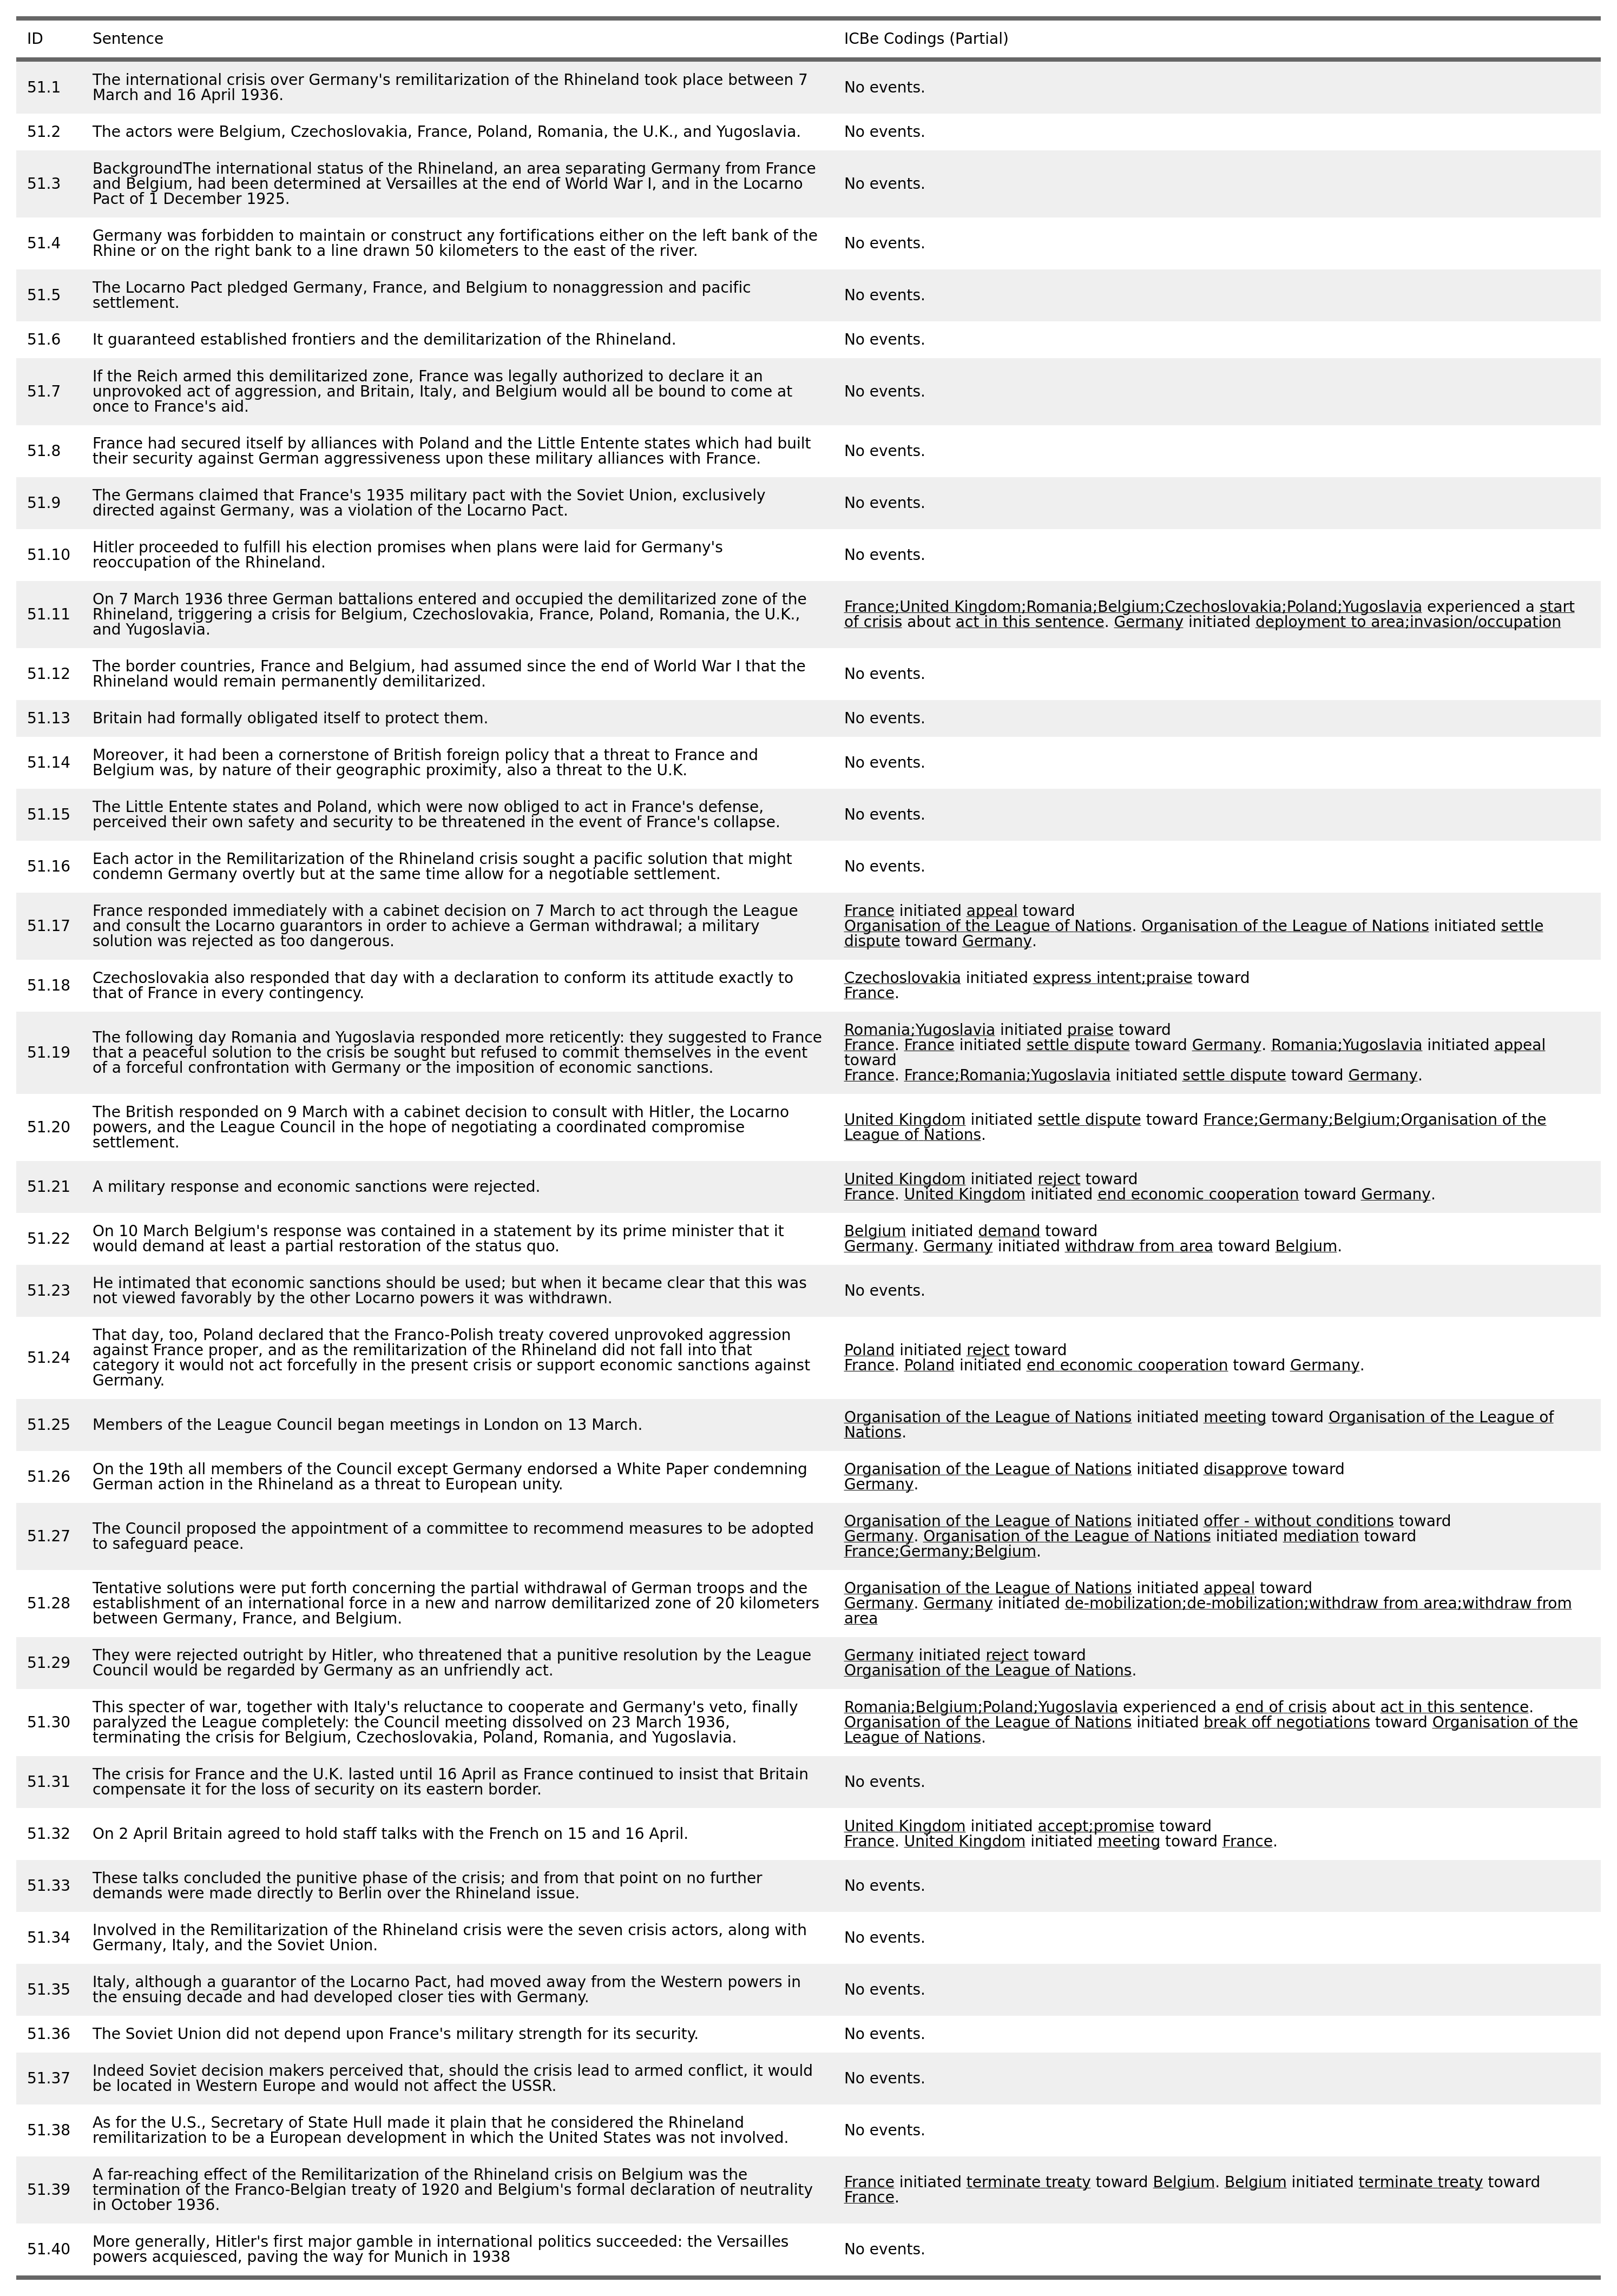 ID Sentence ICBe Codings (Partial)
51.1 The international crisis over Germany's remilitarization of the Rhineland took place between 7
March and 16 April 1936. No events.
51.2 The actors were Belgium, Czechoslovakia, France, Poland, Romania, the U.K., and Yugoslavia. No events.
51.3 BackgroundThe international status of the Rhineland, an area separating Germany from France
and Belgium, had been determined at Versailles at the end of World War I, and in the Locarno
Pact of 1 December 1925. No events.
51.4 Germany was forbidden to maintain or construct any fortifications either on the left bank of the
Rhine or on the right bank to a line drawn 50 kilometers to the east of the river. No events.
51.5 The Locarno Pact pledged Germany, France, and Belgium to nonaggression and pacific
settlement. No events.
51.6 It guaranteed established frontiers and the demilitarization of the Rhineland. No events.
51.7 If the Reich armed this demilitarized zone, France was legally authorized to declare it an
unprovoked act of aggression, and Britain, Italy, and Belgium would all be bound to come at
once to France's aid. No events.
51.8 France had secured itself by alliances with Poland and the Little Entente states which had built
their security against German aggressiveness upon these military alliances with France. No events.
51.9 The Germans claimed that France's 1935 military pact with the Soviet Union, exclusively
directed against Germany, was a violation of the Locarno Pact. No events.
51.10 Hitler proceeded to fulfill his election promises when plans were laid for Germany's
reoccupation of the Rhineland. No events.
51.11 On 7 March 1936 three German battalions entered and occupied the demilitarized zone of the
Rhineland, triggering a crisis for Belgium, Czechoslovakia, France, Poland, Romania, the U.K.,
and Yugoslavia.
France;United Kingdom;Romania;Belgium;Czechoslovakia;Poland;Yugoslavia experienced a start
of crisis about act in this sentence. Germany initiated deployment to area;invasion/occupation
51.12 The border countries, France and Belgium, had assumed since the end of World War I that the
Rhineland would remain permanently demilitarized. No events.
51.13 Britain had formally obligated itself to protect them. No events.
51.14 Moreover, it had been a cornerstone of British foreign policy that a threat to France and
Belgium was, by nature of their geographic proximity, also a threat to the U.K. No events.
51.15 The Little Entente states and Poland, which were now obliged to act in France's defense,
perceived their own safety and security to be threatened in the event of France's collapse. No events.
51.16 Each actor in the Remilitarization of the Rhineland crisis sought a pacific solution that might
condemn Germany overtly but at the same time allow for a negotiable settlement. No events.
51.17 France responded immediately with a cabinet decision on 7 March to act through the League
and consult the Locarno guarantors in order to achieve a German withdrawal; a military
solution was rejected as too dangerous.
France initiated appeal toward
Organisation of the League of Nations. Organisation of the League of Nations initiated settle
dispute toward Germany.
51.18 Czechoslovakia also responded that day with a declaration to conform its attitude exactly to
that of France in every contingency.
Czechoslovakia initiated express intent;praise toward
France.
51.19 The following day Romania and Yugoslavia responded more reticently: they suggested to France
that a peaceful solution to the crisis be sought but refused to commit themselves in the event
of a forceful confrontation with Germany or the imposition of economic sanctions.
Romania;Yugoslavia initiated praise toward
France. France initiated settle dispute toward Germany. Romania;Yugoslavia initiated appeal
toward
France. France;Romania;Yugoslavia initiated settle dispute toward Germany.
51.20 The British responded on 9 March with a cabinet decision to consult with Hitler, the Locarno
powers, and the League Council in the hope of negotiating a coordinated compromise
settlement.
United Kingdom initiated settle dispute toward France;Germany;Belgium;Organisation of the
League of Nations.
51.21 A military response and economic sanctions were rejected.
United Kingdom initiated reject toward
France. United Kingdom initiated end economic cooperation toward Germany.
51.22 On 10 March Belgium's response was contained in a statement by its prime minister that it
would demand at least a partial restoration of the status quo.
Belgium initiated demand toward
Germany. Germany initiated withdraw from area toward Belgium.
51.23 He intimated that economic sanctions should be used; but when it became clear that this was
not viewed favorably by the other Locarno powers it was withdrawn. No events.
51.24 That day, too, Poland declared that the Franco-Polish treaty covered unprovoked aggression
against France proper, and as the remilitarization of the Rhineland did not fall into that
category it would not act forcefully in the present crisis or support economic sanctions against
Germany.
Poland initiated reject toward
France. Poland initiated end economic cooperation toward Germany.
51.25 Members of the League Council began meetings in London on 13 March.
Organisation of the League of Nations initiated meeting toward Organisation of the League of
Nations.
51.26 On the 19th all members of the Council except Germany endorsed a White Paper condemning
German action in the Rhineland as a threat to European unity.
Organisation of the League of Nations initiated disapprove toward
Germany.
51.27 The Council proposed the appointment of a committee to recommend measures to be adopted
to safeguard peace.
Organisation of the League of Nations initiated offer - without conditions toward
Germany. Organisation of the League of Nations initiated mediation toward
France;Germany;Belgium.
51.28 Tentative solutions were put forth concerning the partial withdrawal of German troops and the
establishment of an international force in a new and narrow demilitarized zone of 20 kilometers
between Germany, France, and Belgium.
Organisation of the League of Nations initiated appeal toward
Germany. Germany initiated de-mobilization;de-mobilization;withdraw from area;withdraw from
area
51.29 They were rejected outright by Hitler, who threatened that a punitive resolution by the League
Council would be regarded by Germany as an unfriendly act.
Germany initiated reject toward
Organisation of the League of Nations.
51.30 This specter of war, together with Italy's reluctance to cooperate and Germany's veto, finally
paralyzed the League completely: the Council meeting dissolved on 23 March 1936,
terminating the crisis for Belgium, Czechoslovakia, Poland, Romania, and Yugoslavia.
Romania;Belgium;Poland;Yugoslavia experienced a end of crisis about act in this sentence.
Organisation of the League of Nations initiated break off negotiations toward Organisation of the
League of Nations.
51.31 The crisis for France and the U.K. lasted until 16 April as France continued to insist that Britain
compensate it for the loss of security on its eastern border. No events.
51.32 On 2 April Britain agreed to hold staff talks with the French on 15 and 16 April.
United Kingdom initiated accept;promise toward
France. United Kingdom initiated meeting toward France.
51.33 These talks concluded the punitive phase of the crisis; and from that point on no further
demands were made directly to Berlin over the Rhineland issue. No events.
51.34 Involved in the Remilitarization of the Rhineland crisis were the seven crisis actors, along with
Germany, Italy, and the Soviet Union. No events.
51.35 Italy, although a guarantor of the Locarno Pact, had moved away from the Western powers in
the ensuing decade and had developed closer ties with Germany. No events.
51.36 The Soviet Union did not depend upon France's military strength for its security. No events.
51.37 Indeed Soviet decision makers perceived that, should the crisis lead to armed conflict, it would
be located in Western Europe and would not affect the USSR. No events.
51.38 As for the U.S., Secretary of State Hull made it plain that he considered the Rhineland
remilitarization to be a European development in which the United States was not involved. No events.
51.39 A far-reaching effect of the Remilitarization of the Rhineland crisis on Belgium was the
termination of the Franco-Belgian treaty of 1920 and Belgium's formal declaration of neutrality
in October 1936.
France initiated terminate treaty toward Belgium. Belgium initiated terminate treaty toward
France.
51.40 More generally, Hitler's first major gamble in international politics succeeded: the Versailles
powers acquiesced, paving the way for Munich in 1938 No events.